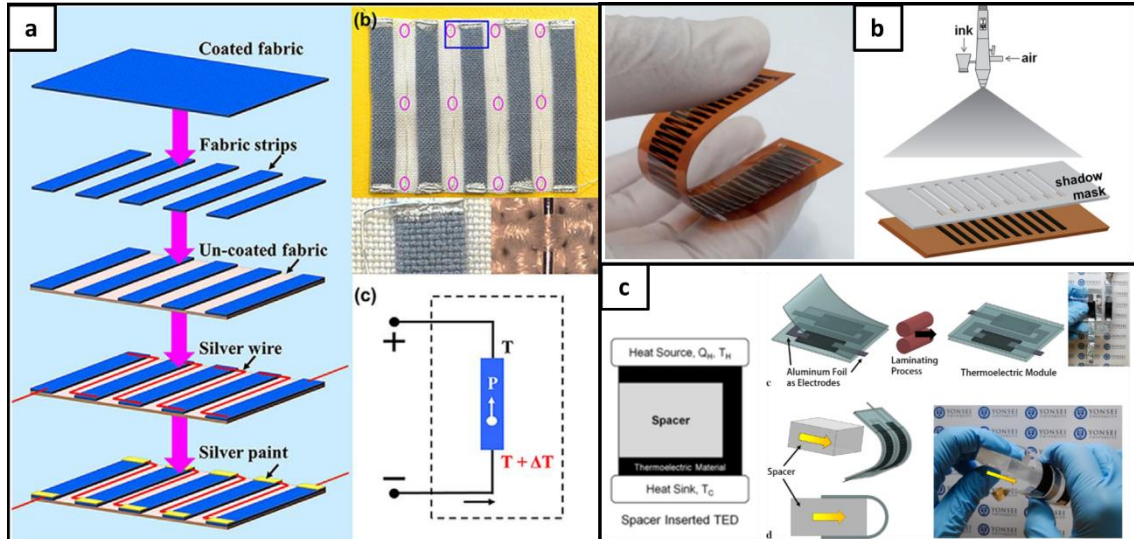 a
Coated fabric
Fabric strips
Un-coated fabric
Silver wire
Silver paint
(b)
(c)
+
T
P
T + ΔT
−
b
ink
air
shadow
mask
c
Heat Source, Q_H, T_H
Spacer
Thermoelectric Material
Heat Sink, T_C
Spacer Inserted TED
Aluminum Foil
as Electrodes
Laminating
Process
Thermoelectric Module
c
Spacer
d
YONSEI
YONSEI
YONSEI